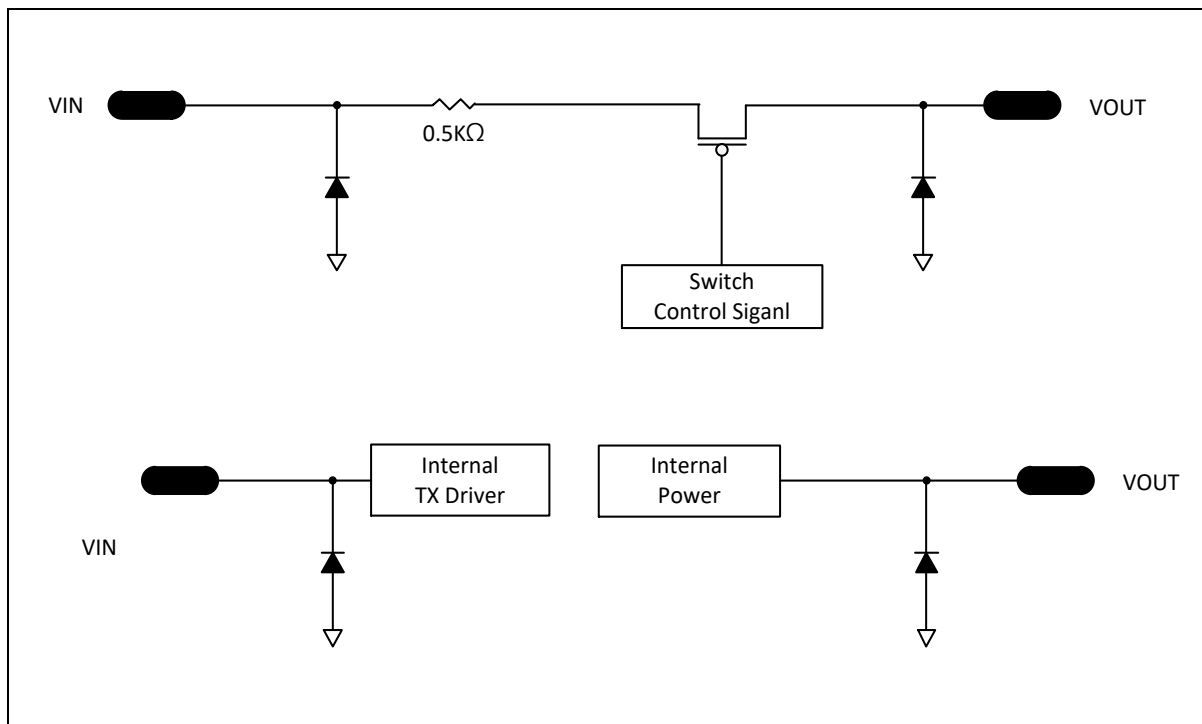 VIN
VOUT
0.5KΩ
Switch
Control Siganl
Internal
TX Driver
Internal
Power
VOUT
VIN